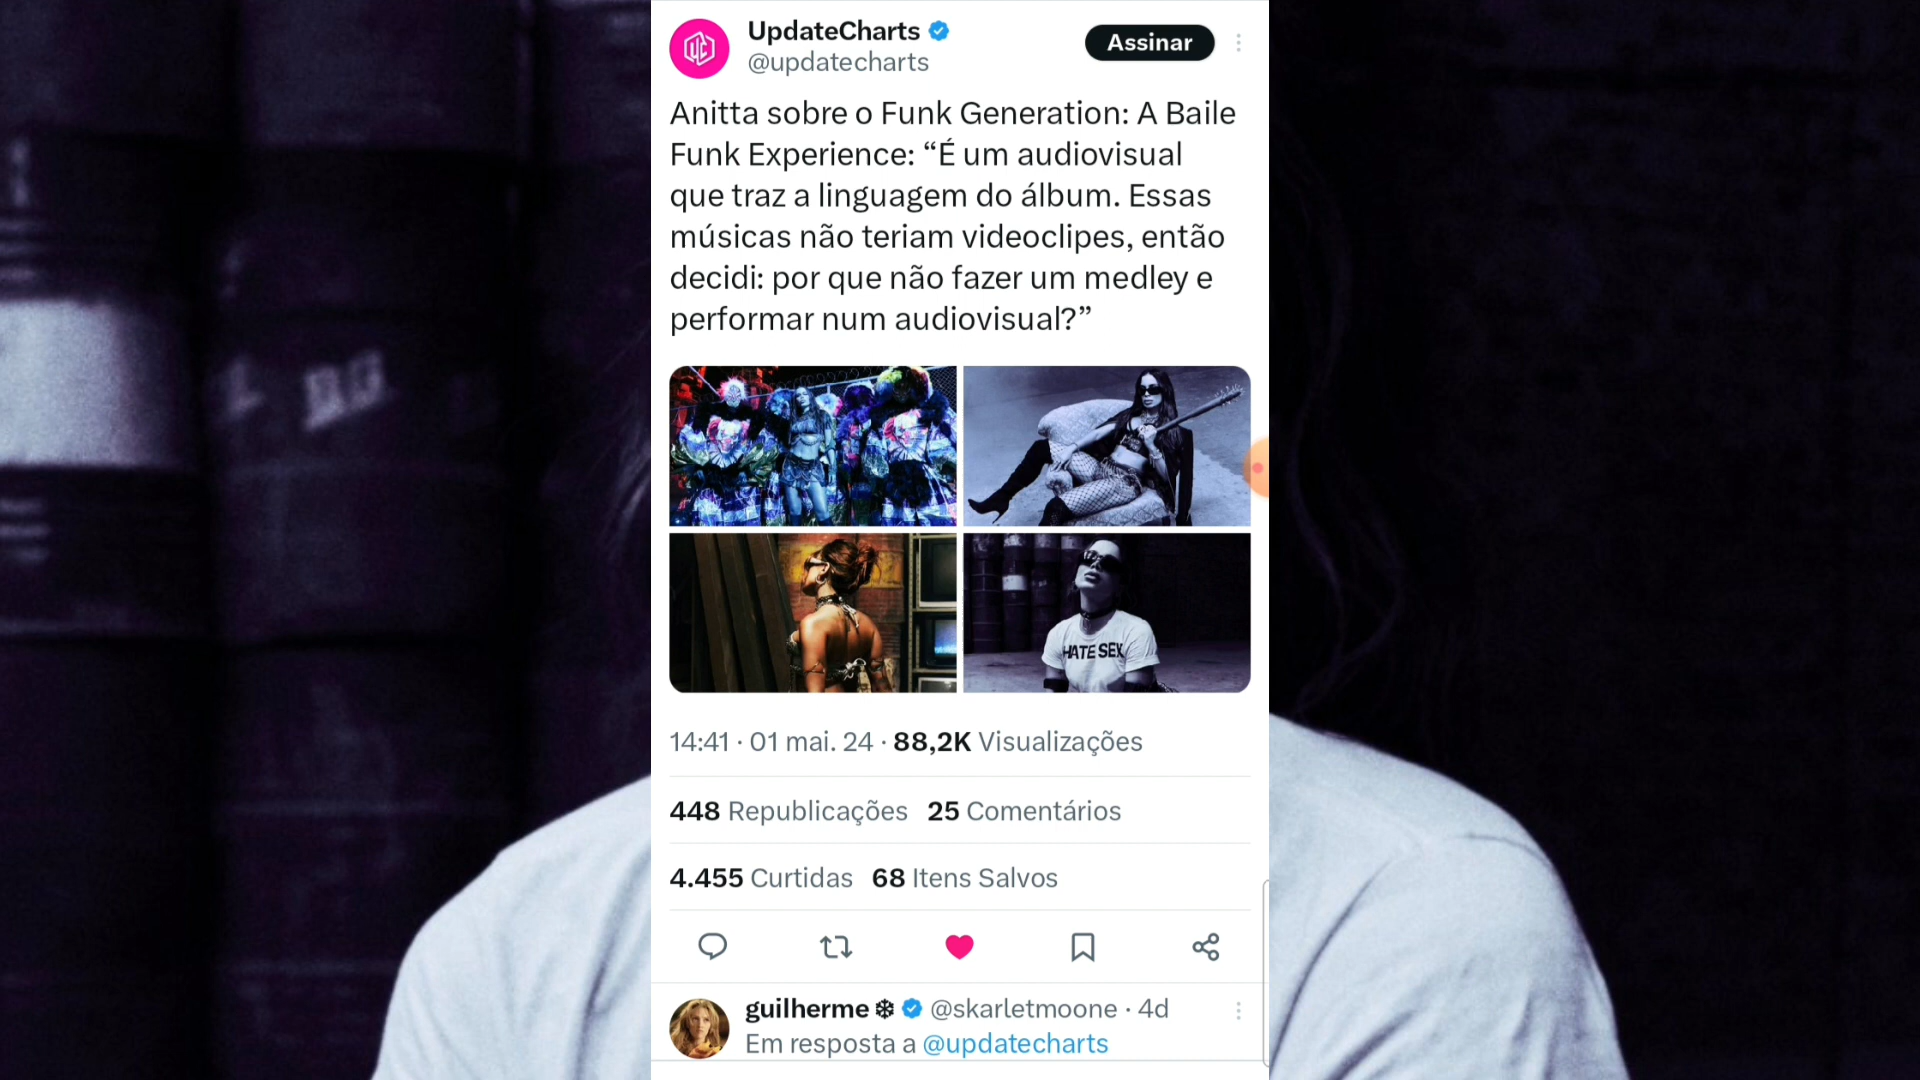 UpdateCharts
@updatecharts
Assinar
Anitta sobre o Funk Generation: A Baile
Funk Experience: “É um audiovisual
que traz a linguagem do álbum. Essas
músicas não teriam videoclipes, então
decidi: por que não fazer um medley e
performar num audiovisual?”
HATE SEX
14:41 · 01 mai. 24 · 88,2K Visualizações
448 Republicações 25 Comentários
4.455 Curtidas 68 Itens Salvos
guilherme ❄ @skarletmoone · 4d
Em resposta a @updatecharts